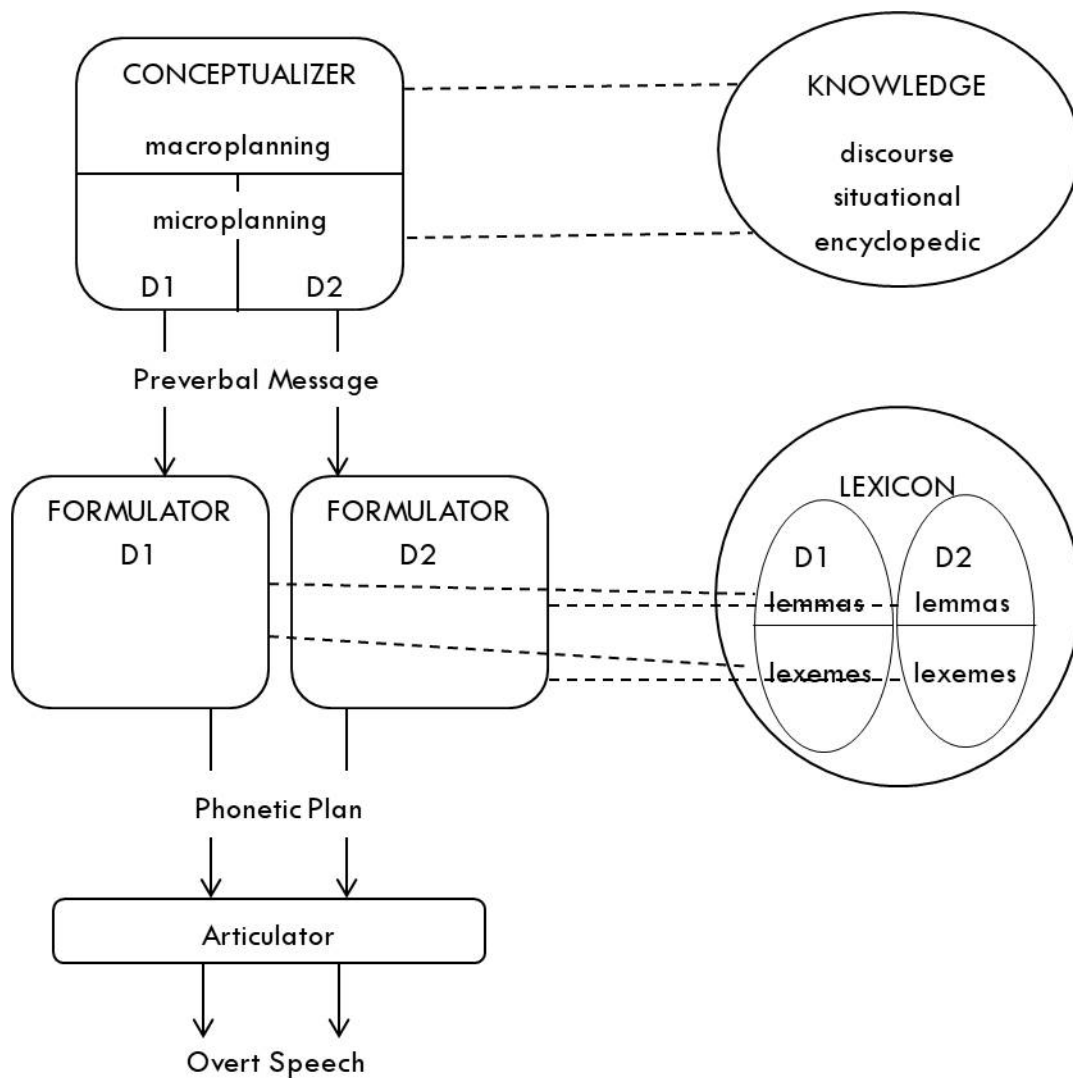 CONCEPTUALIZER
macroplanning
microplanning
D1 D2
KNOWLEDGE
discourse
situational
encyclopedic
Preverbal Message
FORMULATOR
D1
FORMULATOR
D2
LEXICON
D1 D2
lemmas lemmas
lexemes lexemes
Phonetic Plan
Articulator
Overt Speech